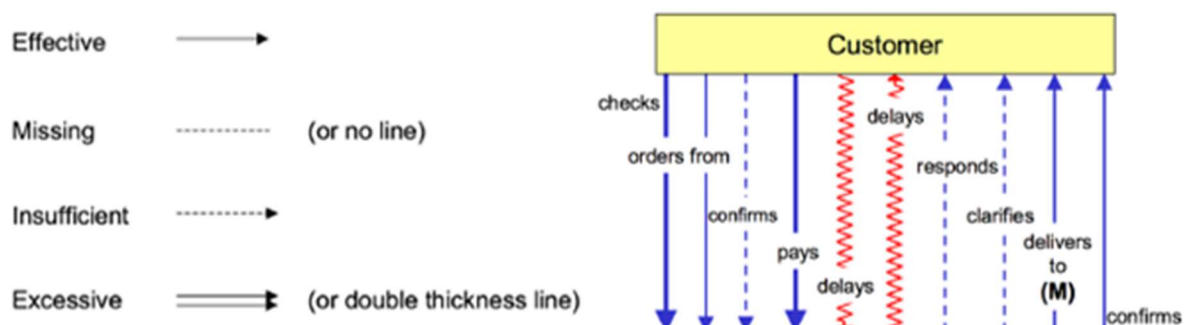 Effective
Missing (or no line)
Insufficient
Excessive (or double thickness line)
Customer
checks
delays
orders from
responds
confirms
clarifies
pays
delivers
to
(M)
delays
confirms